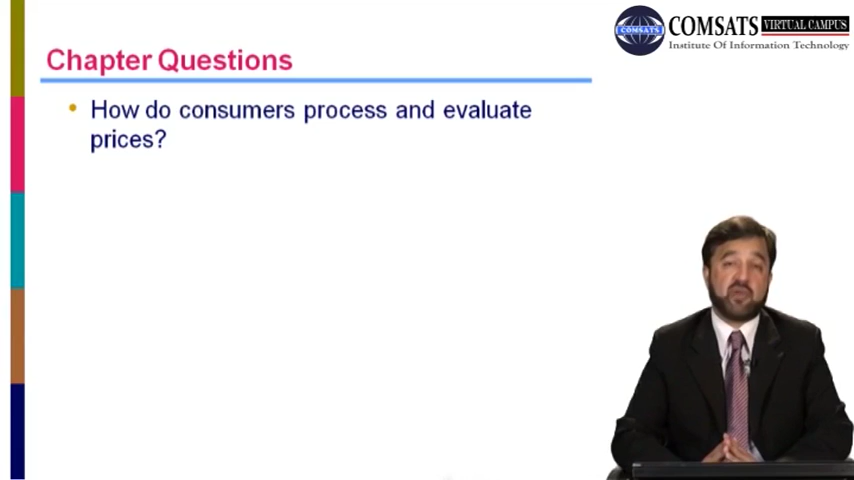 COMSATS VIRTUAL CAMPUS
COMSATS
Institute Of Information Technology
Chapter Questions
• How do consumers process and evaluate
prices?